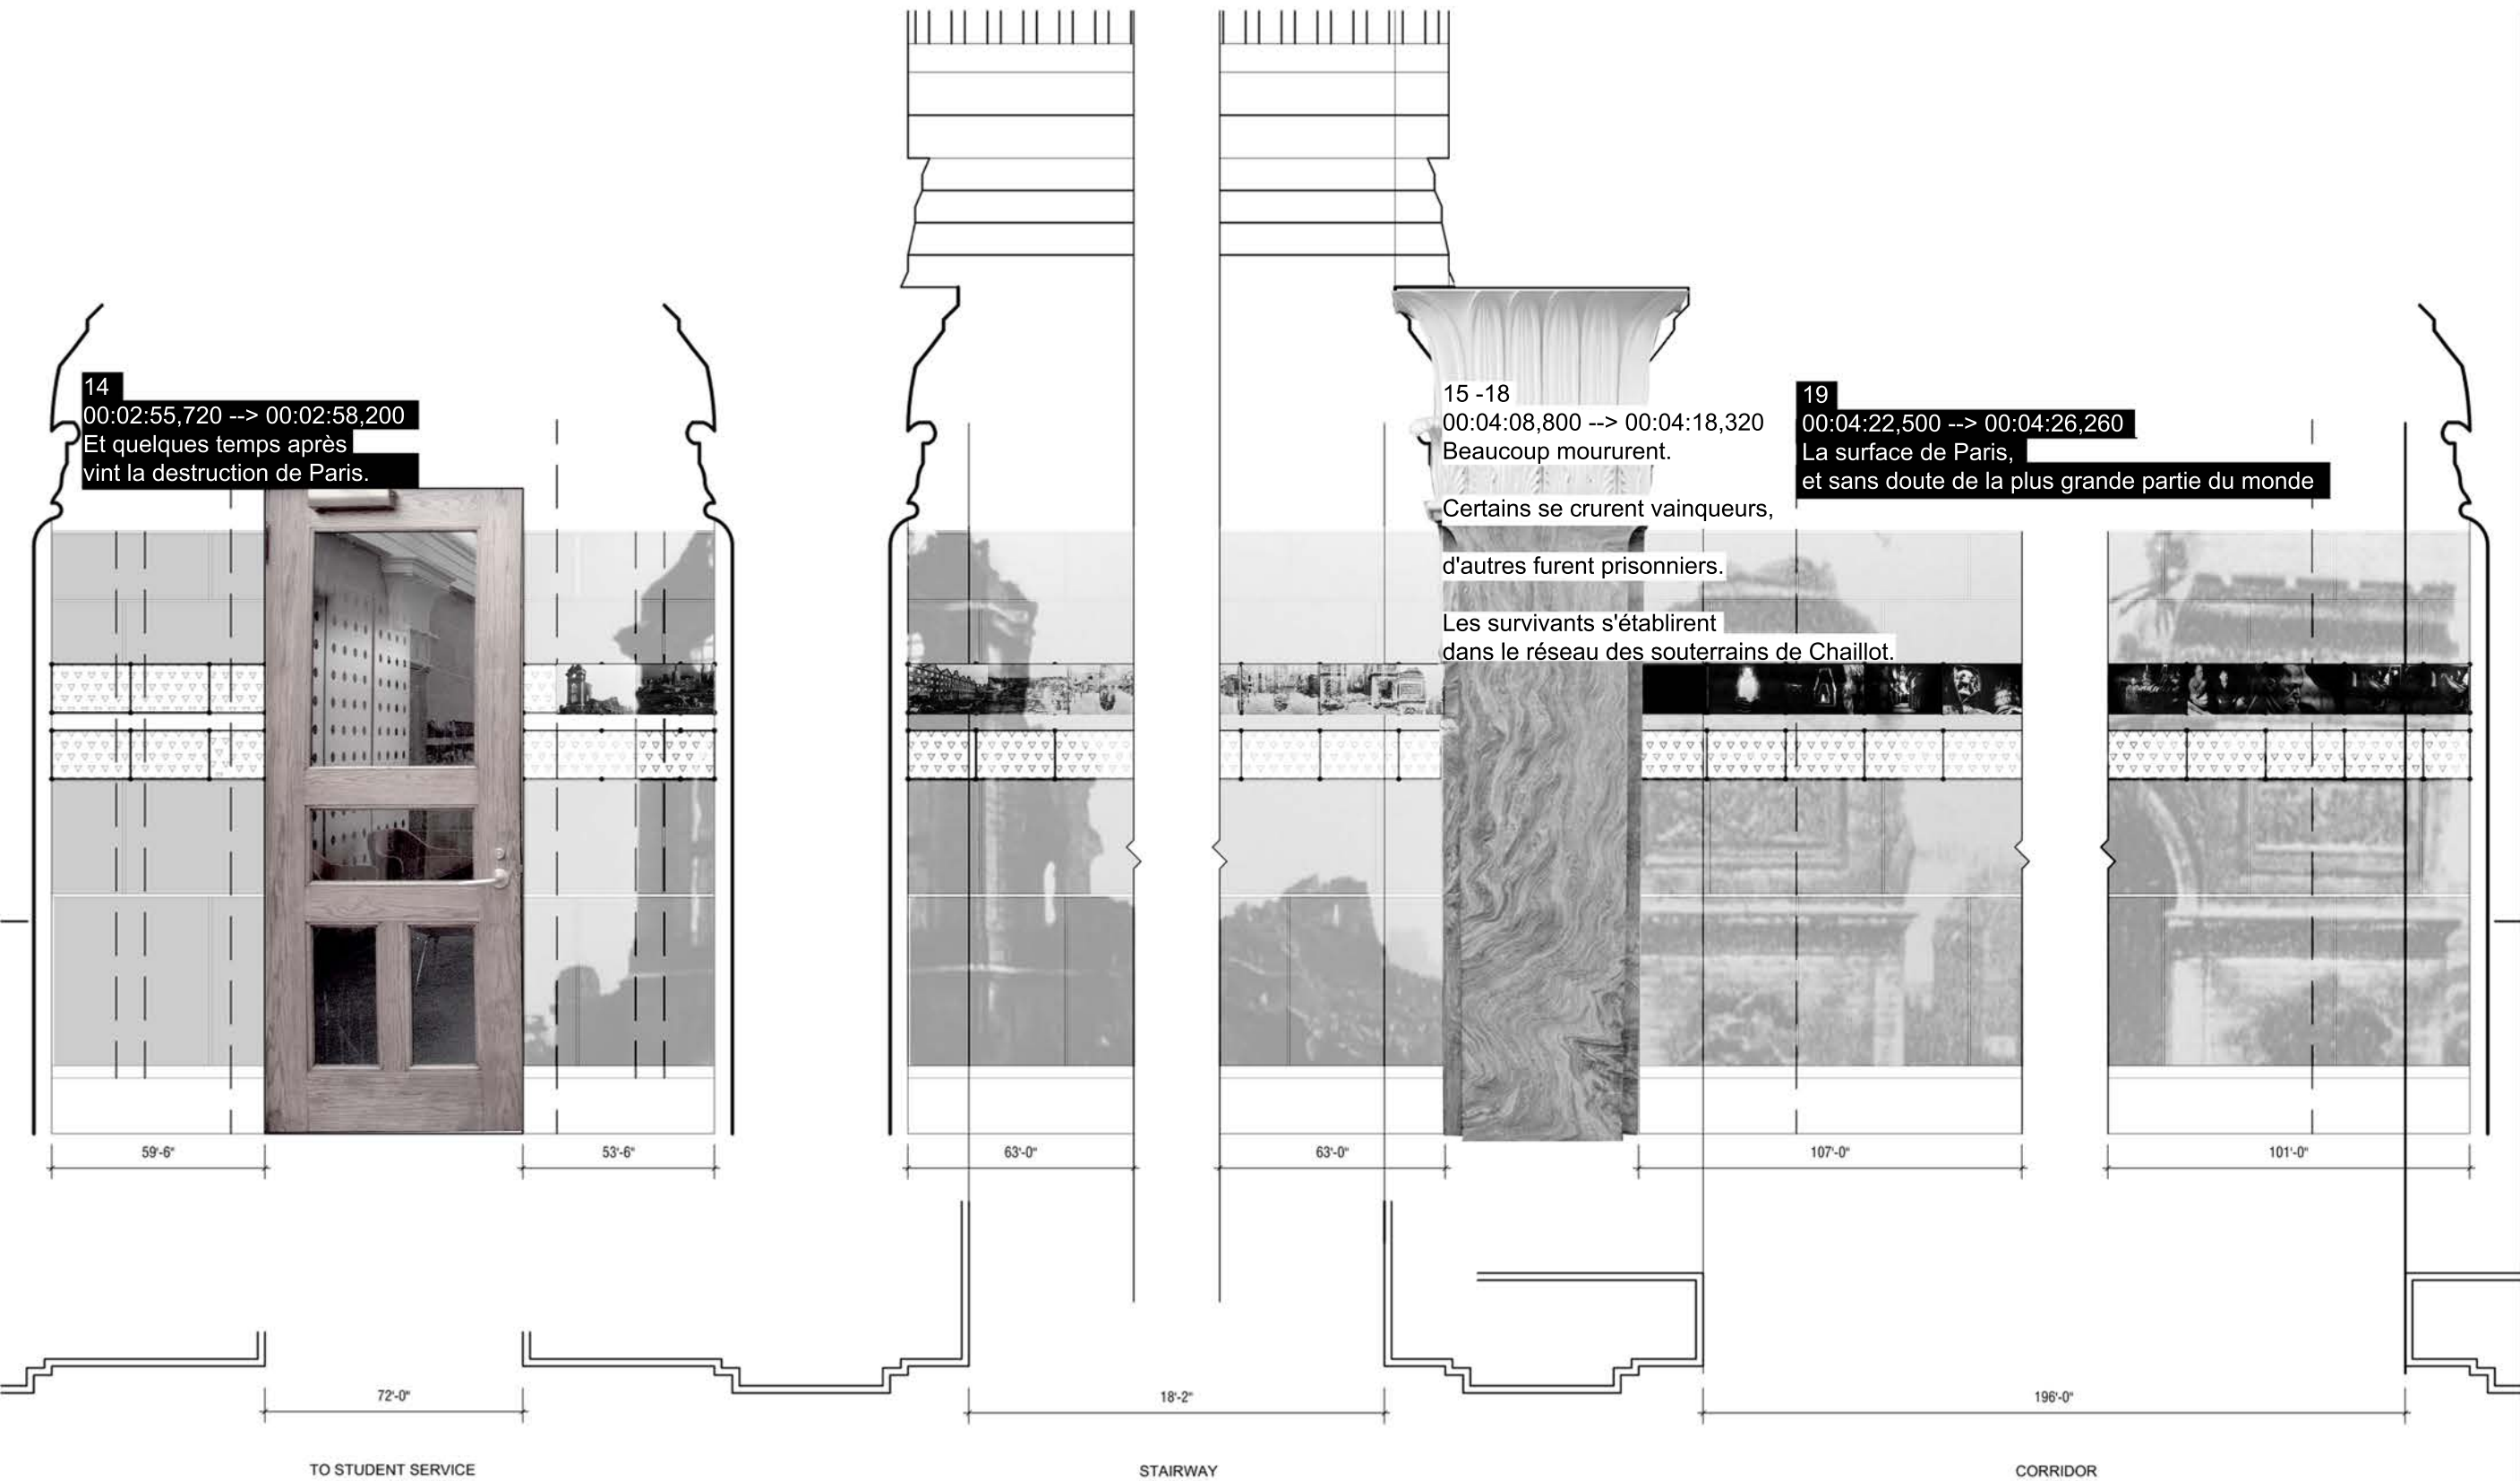 14
00:02:55,720 --> 00:02:58,200
Et quelques temps après
vint la destruction de Paris.
15 -18
00:04:08,800 --> 00:04:18,320
Beaucoup moururent.
Certains se crurent vainqueurs,
d'autres furent prisonniers.
Les survivants s'établirent
dans le réseau des souterrains de Chaillot.
19
00:04:22,500 --> 00:04:26,260
La surface de Paris,
et sans doute de la plus grande partie du monde
59'-6"
53'-6"
63'-0"
63'-0"
107'-0"
101'-0"
72'-0"
18'-2"
196'-0"
TO STUDENT SERVICE
STAIRWAY
CORRIDOR